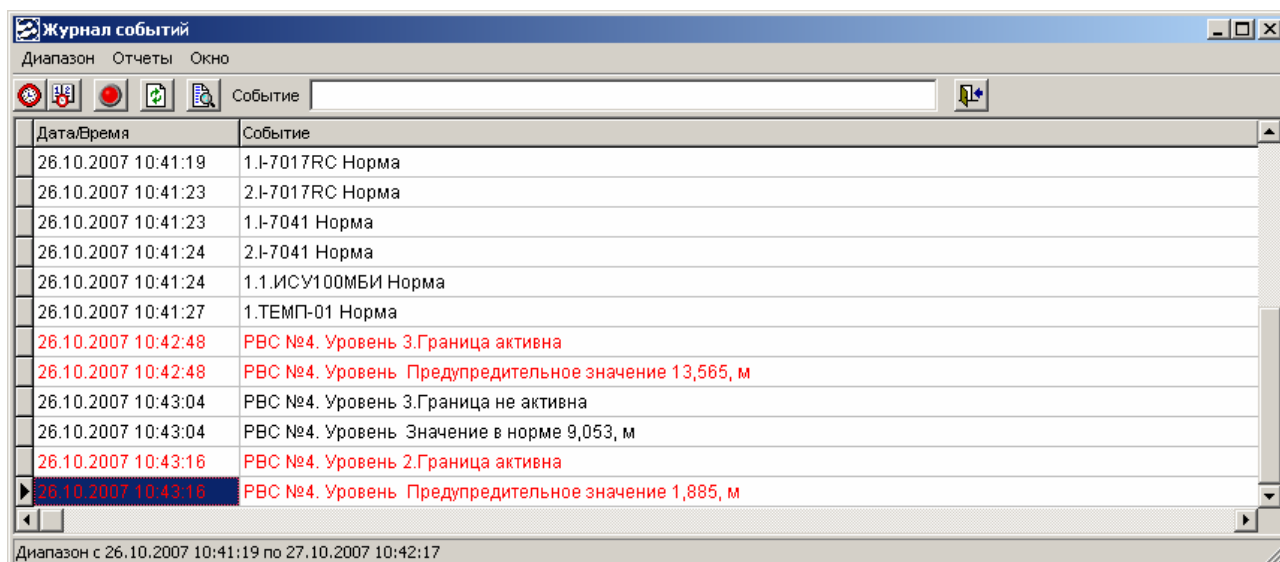 Журнал событий
Диапазон Отчеты Окно
Событие
Дата/Время Событие
26.10.2007 10:41:19 1.I-7017RC Норма
26.10.2007 10:41:23 2.I-7017RC Норма
26.10.2007 10:41:23 1.I-7041 Норма
26.10.2007 10:41:24 2.I-7041 Норма
26.10.2007 10:41:24 1.1.ИСУ100МБИ Норма
26.10.2007 10:41:27 1.ТЕМП-01 Норма
26.10.2007 10:42:48 РВС №4. Уровень 3.Граница активна
26.10.2007 10:42:48 РВС №4. Уровень Предупредительное значение 13,565, м
26.10.2007 10:43:04 РВС №4. Уровень 3.Граница не активна
26.10.2007 10:43:04 РВС №4. Уровень Значение в норме 9,053, м
26.10.2007 10:43:16 РВС №4. Уровень 2.Граница активна
26.10.2007 10:43:16 РВС №4. Уровень Предупредительное значение 1,885, м
Диапазон с 26.10.2007 10:41:19 по 27.10.2007 10:42:17